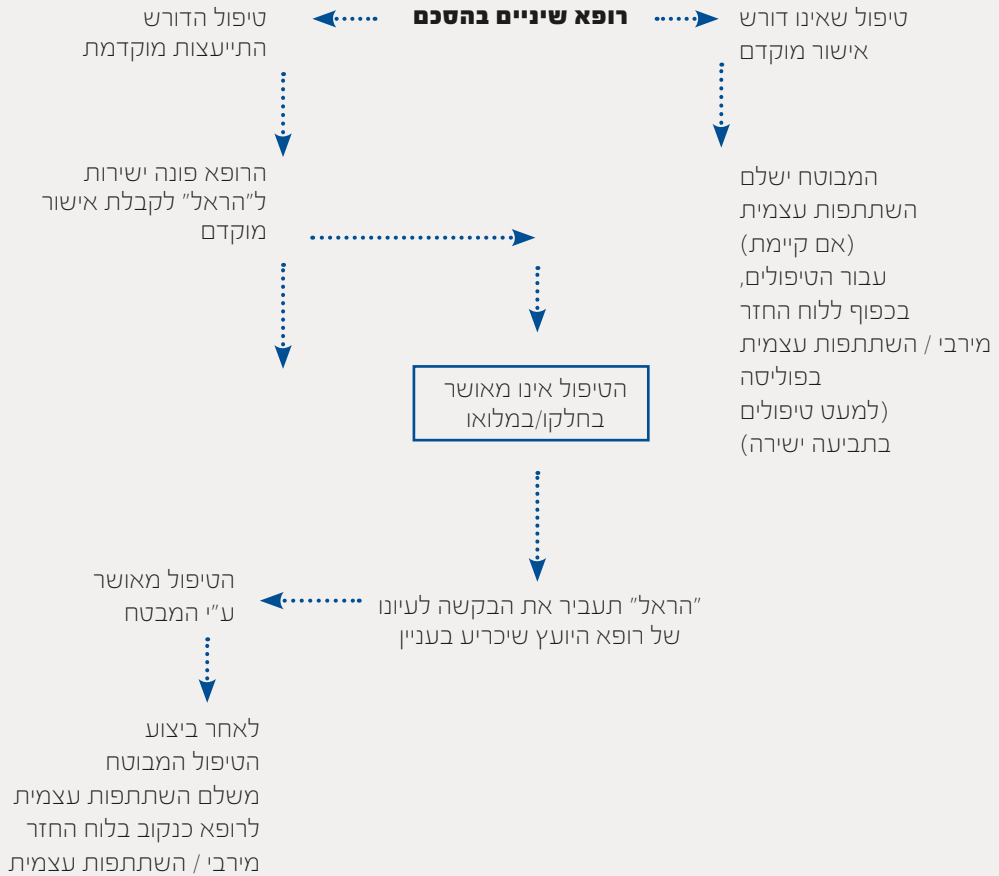 רופא שיניים בהסכם
טיפול שאינו דורש
אישור מוקדם
המבוטח ישלם
השתתפות עצמית
(אם קיימת)
עבור הטיפולים,
בכפוף ללוח החזר
מירבי / השתתפות עצמית
בפוליסה
(למעט טיפולים
בתביעה ישירה)
טיפול הדורש
התייעצות מוקדמת
הרופא פונה ישירות
ל"הראל" לקבלת אישור
מוקדם
הטיפול אינו מאושר
בחלקו/במלואו
"הראל" תעביר את הבקשה לעיונו
של רופא היועץ שיכריע בעניין
הטיפול מאושר
ע"י המבטח
לאחר ביצוע
הטיפול המבוטח
משלם השתתפות עצמית
לרופא כנקוב בלוח החזר
מירבי / השתתפות עצמית